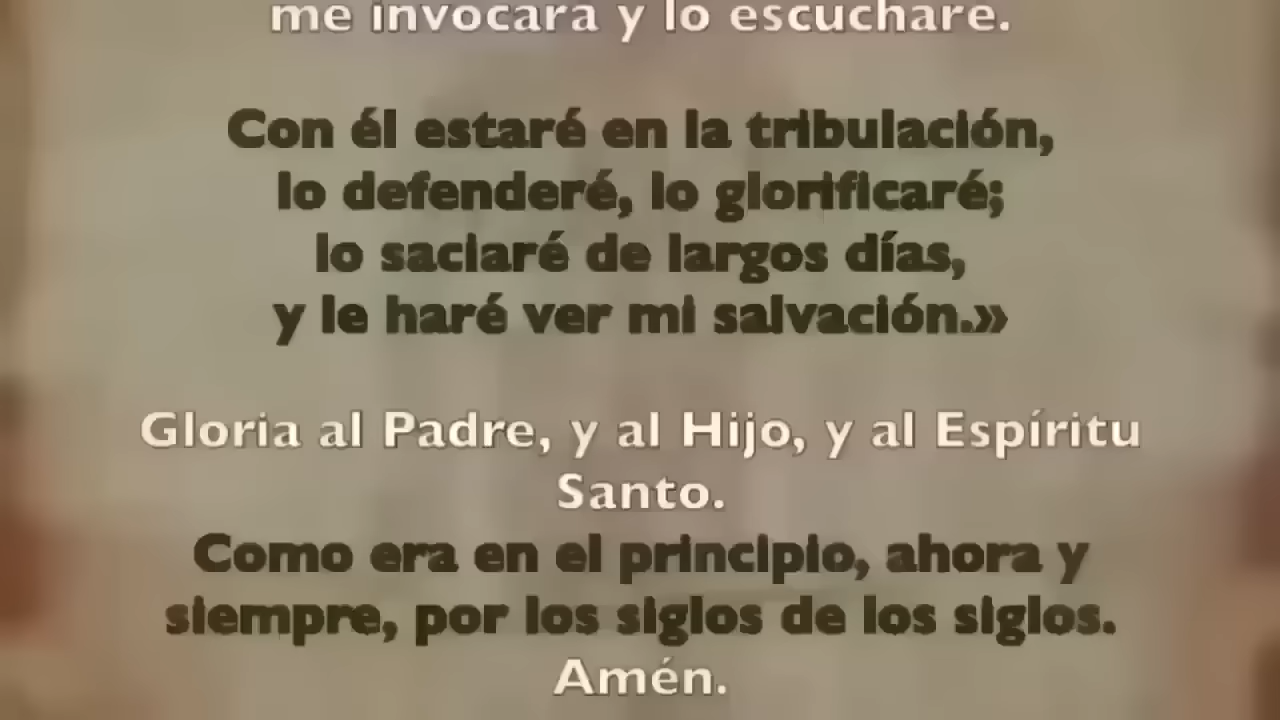 me invocará y lo escucharé.
Con él estaré en la tribulación,
lo defenderé, lo glorificaré;
lo saciaré de largos días,
y le haré ver mi salvación.»
Gloria al Padre, y al Hijo, y al Espíritu
Santo.
Como era en el principio, ahora y
siempre, por los siglos de los siglos.
Amén.